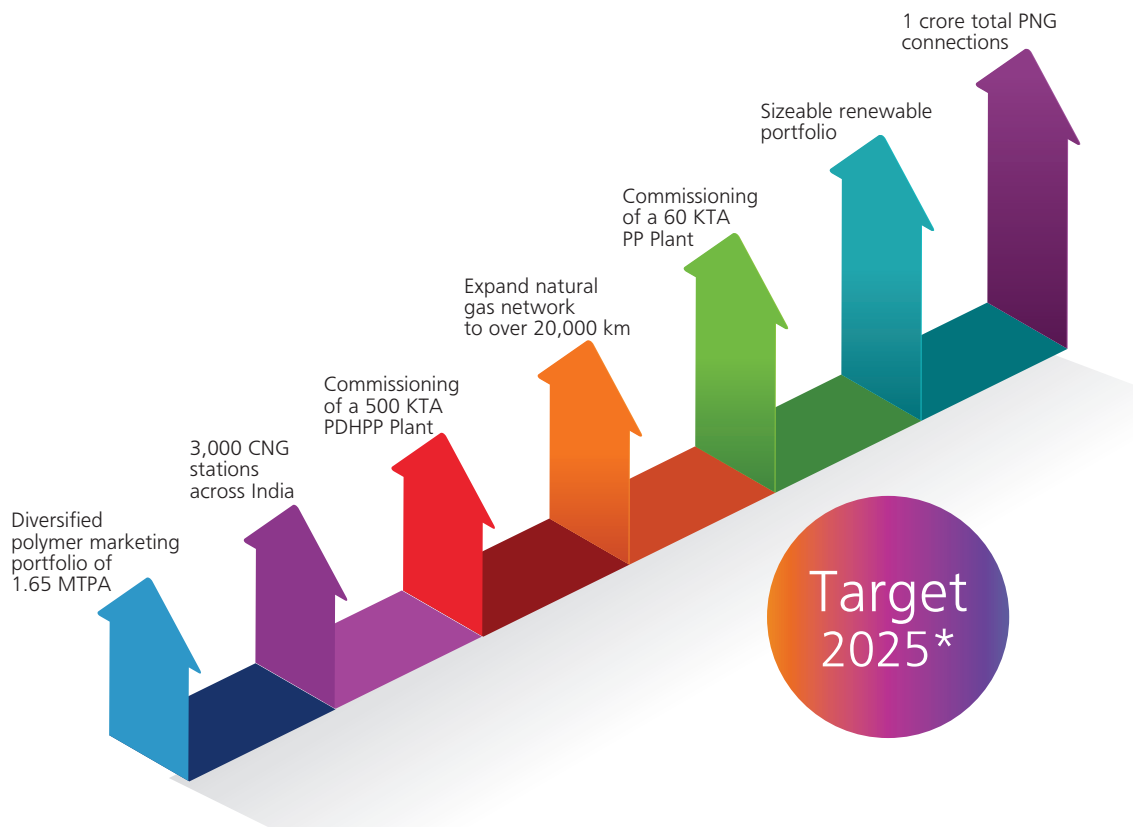 Diversified
polymer marketing
portfolio of
1.65 MTPA
3,000 CNG
stations
across India
Commissioning
of a 500 KTA
PDHPP Plant
Expand natural
gas network
to over 20,000 km
Commissioning
of a 60 KTA
PP Plant
Sizeable renewable
portfolio
1 crore total PNG
connections
Target
2025*